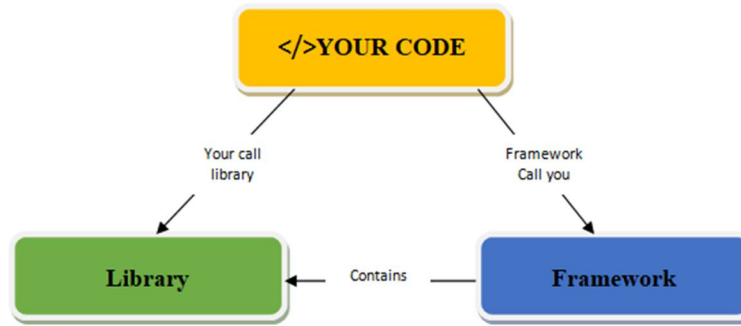 </>YOUR CODE
Your call
library
Framework
Call you
Library
Contains
Framework